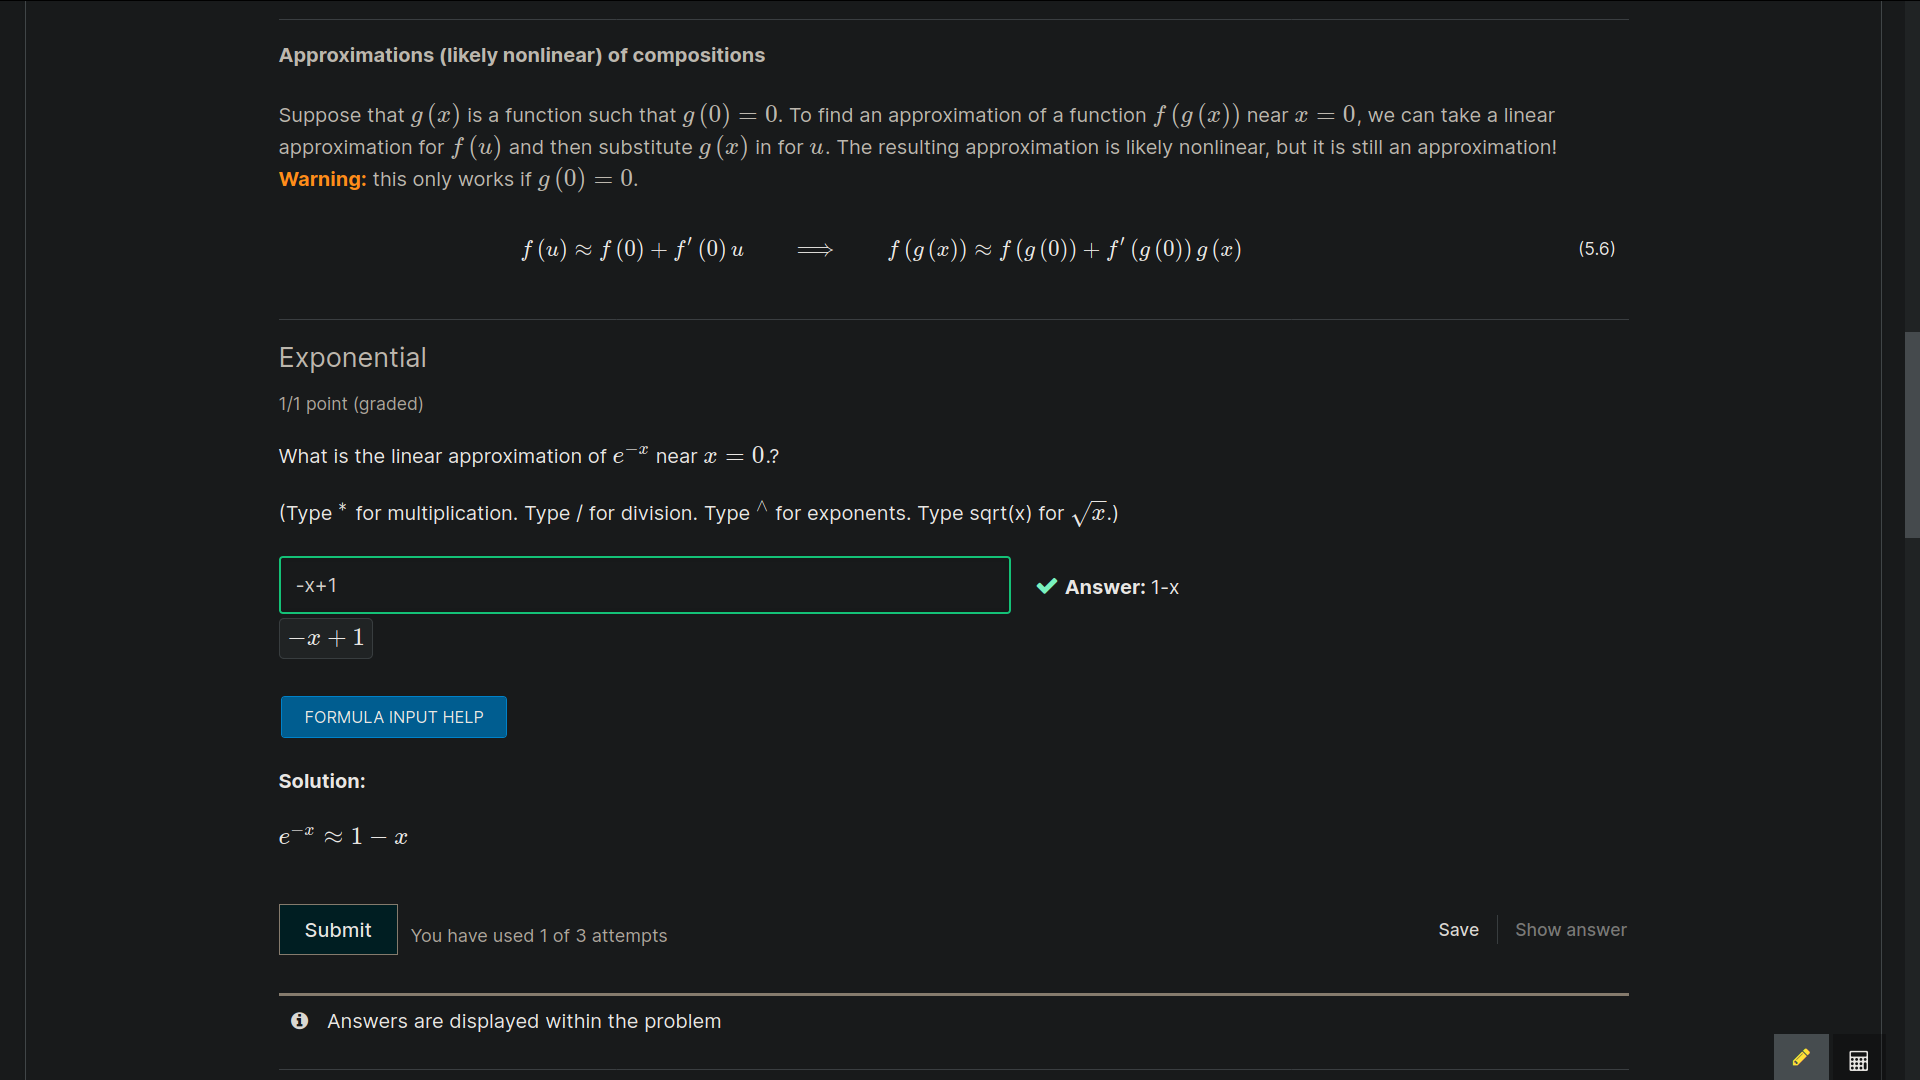 Approximations (likely nonlinear) of compositions
Suppose that g (x) is a function such that g (0) = 0. To find an approximation of a function f (g (x)) near x = 0, we can take a linear
approximation for f (u) and then substitute g (x) in for u. The resulting approximation is likely nonlinear, but it is still an approximation!
Warning: this only works if g (0) = 0.
f (u) ≈ f (0) + f′ (0) u ⟹ f (g (x)) ≈ f (g (0)) + f′ (g (0)) g (x) (5.6)
Exponential
1/1 point (graded)
What is the linear approximation of e^{−x} near x = 0.?
(Type * for multiplication. Type / for division. Type ^ for exponents. Type sqrt(x) for √x.)
-x+1
Answer: 1-x
−x + 1
FORMULA INPUT HELP
Solution:
e^{−x} ≈ 1 − x
Submit
You have used 1 of 3 attempts
Save
Show answer
Answers are displayed within the problem